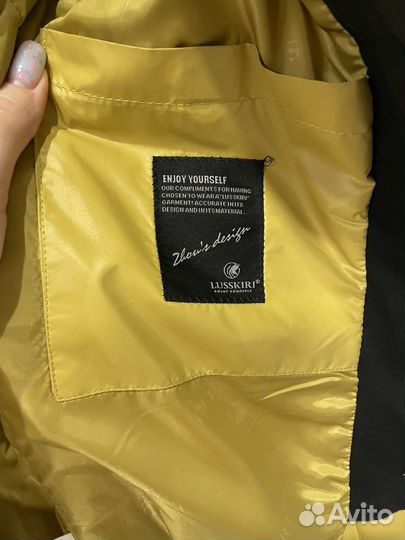 ENJOY YOURSELF
OUR COMPLIMENTS FOR HAVING
CHOSEN TO WEAR A"LUSSKIRI"
GARMENT! ACCURATE IN ITS
DESIGN AND IN ITS MATERIAL.
Zhou's design
LUSSKIRI®
ENJOY YOURSELF
Avito